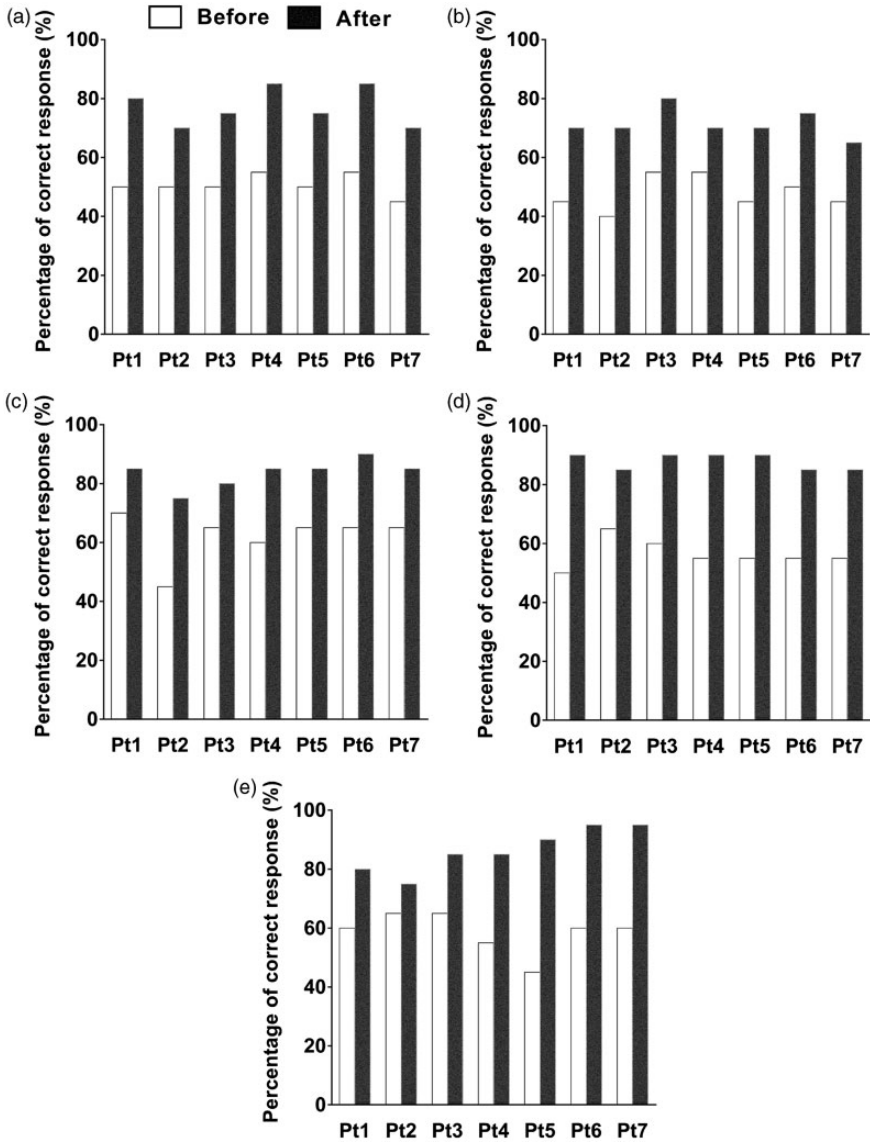 (a) Before After
Percentage of correct response (%)
100
80
60
40
20
0
Pt1 Pt2 Pt3 Pt4 Pt5 Pt6 Pt7
(b)
Percentage of correct response (%)
100
80
60
40
20
0
Pt1 Pt2 Pt3 Pt4 Pt5 Pt6 Pt7
(c)
Percentage of correct response (%)
100
80
60
40
20
0
Pt1 Pt2 Pt3 Pt4 Pt5 Pt6 Pt7
(d)
Percentage of correct response (%)
100
80
60
40
20
0
Pt1 Pt2 Pt3 Pt4 Pt5 Pt6 Pt7
(e)
Percentage of correct response (%)
100
80
60
40
20
0
Pt1 Pt2 Pt3 Pt4 Pt5 Pt6 Pt7